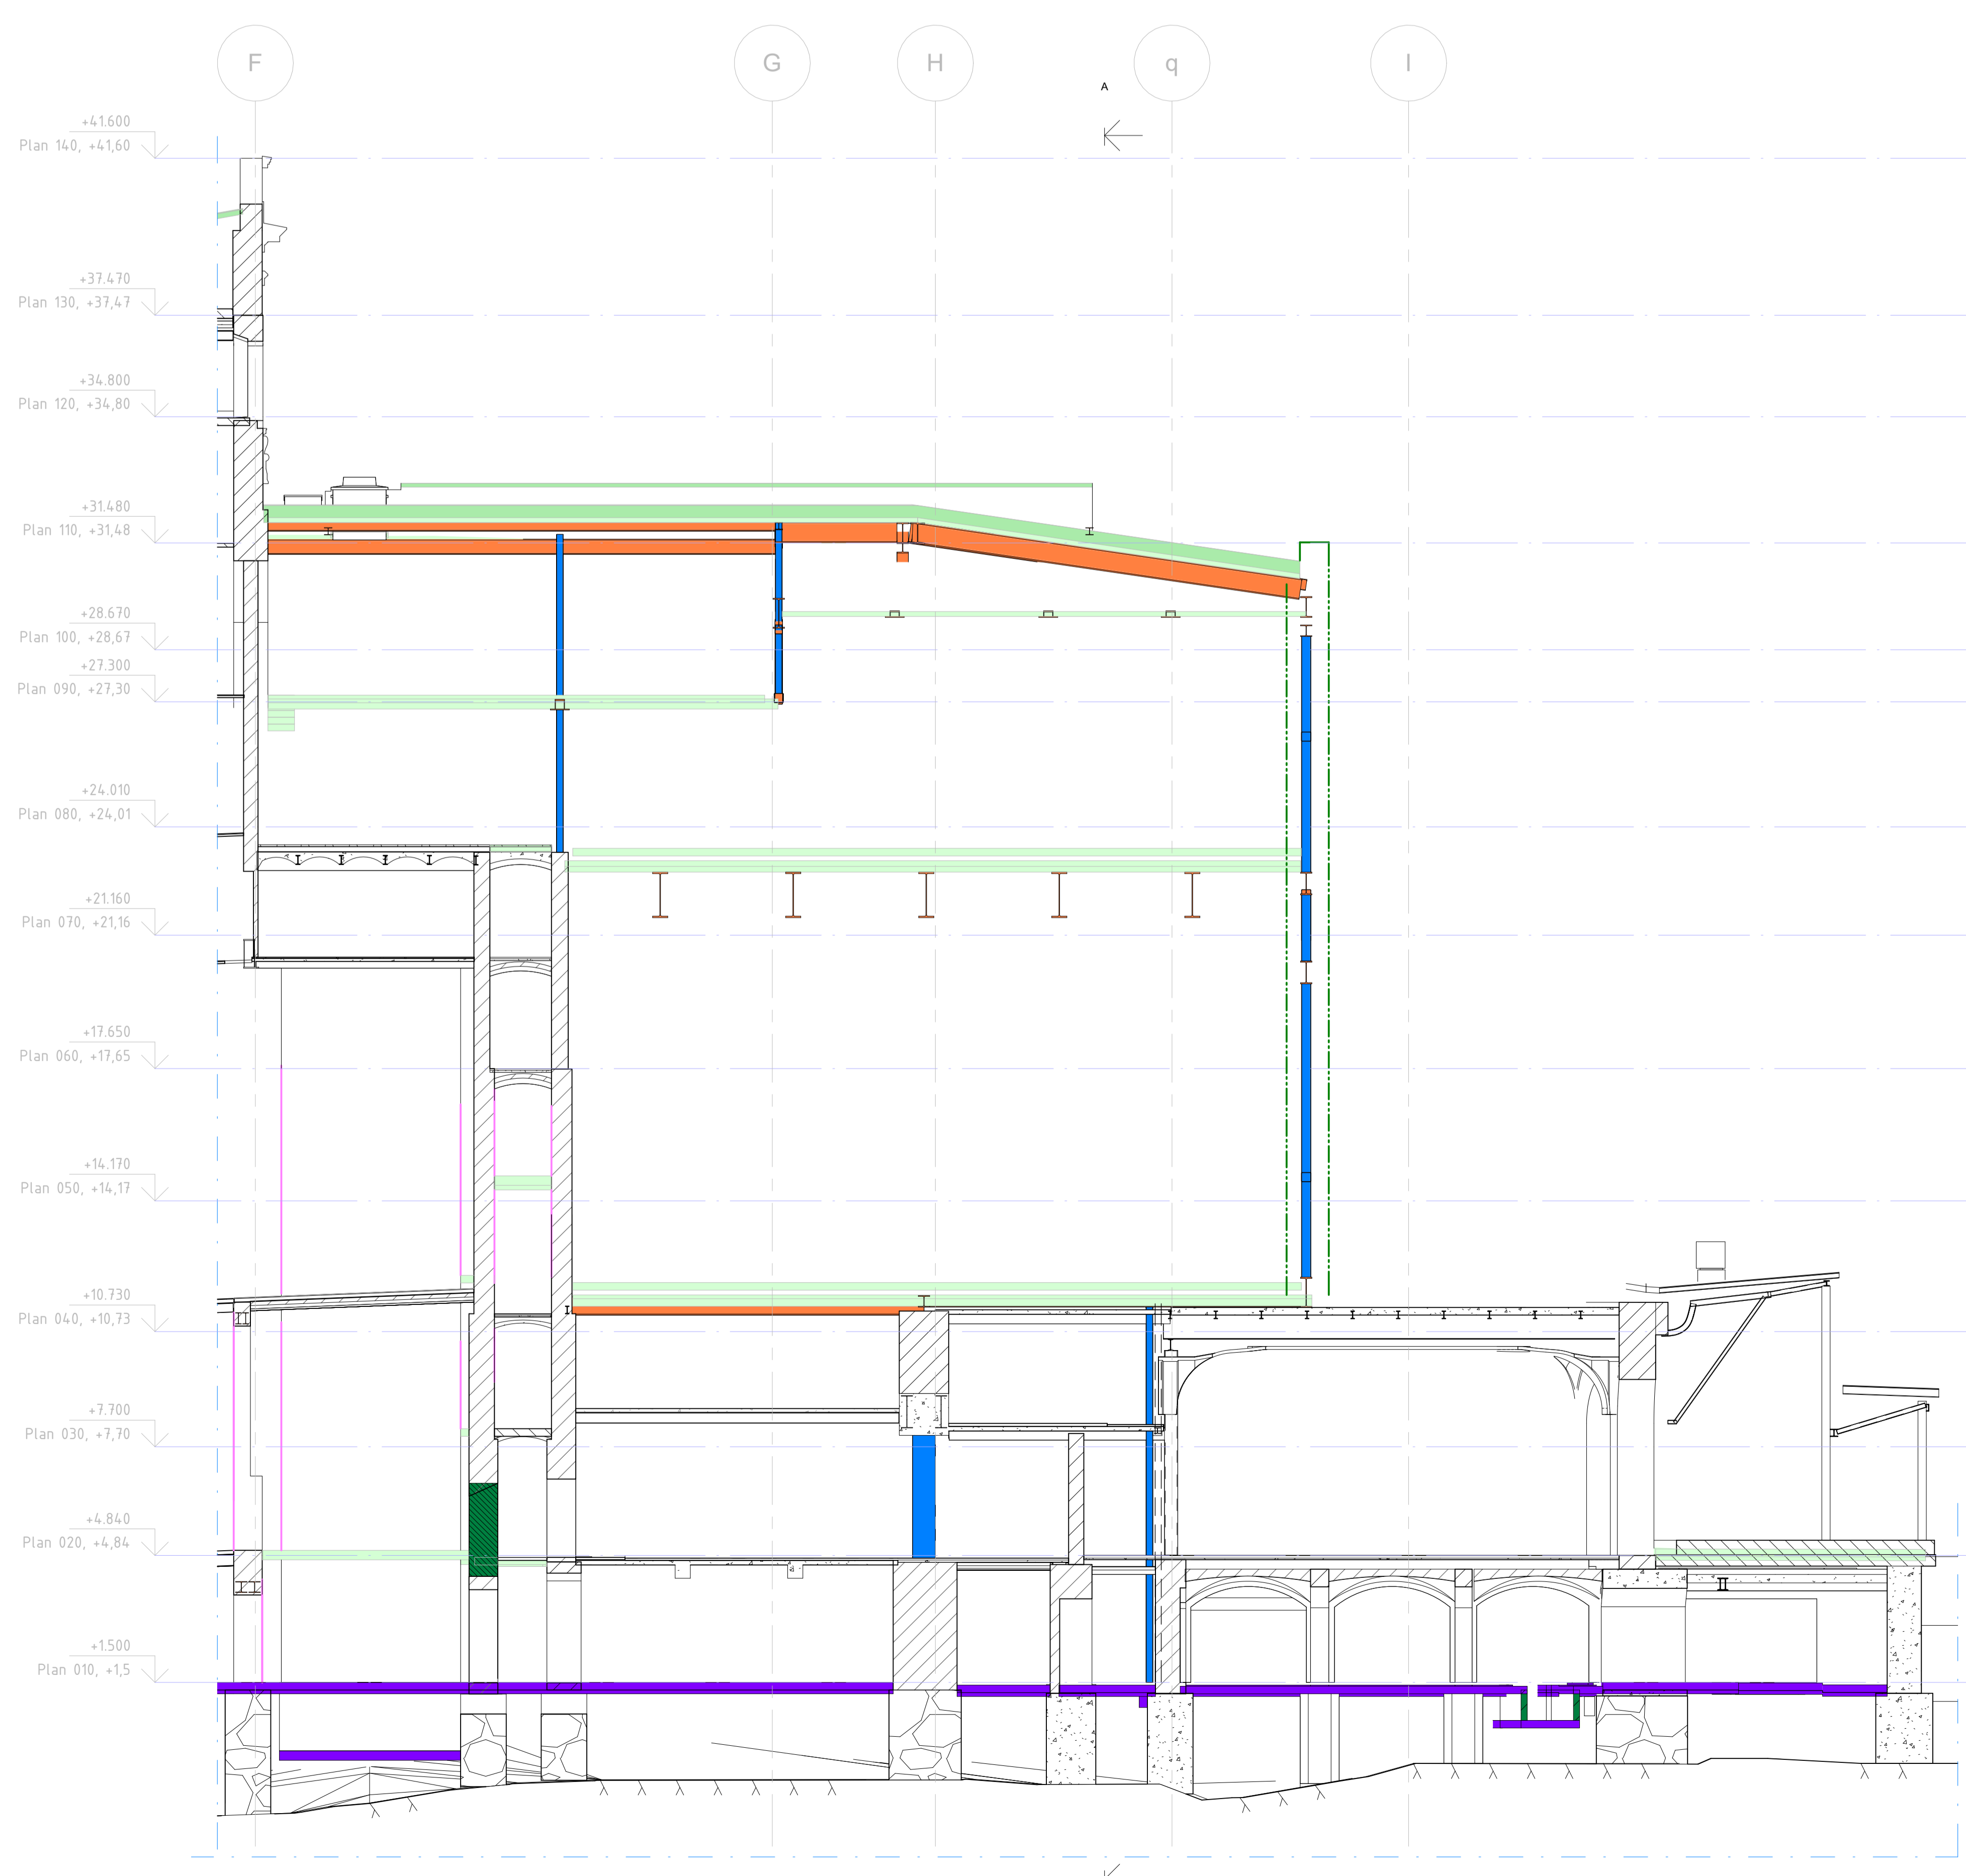 F
G
H
q
I
A
+41.600
Plan 140, +41,60
+37.470
Plan 130, +37,47
+34.800
Plan 120, +34,80
+31.480
Plan 110, +31,48
+28.670
Plan 100, +28,67
+27.300
Plan 090, +27,30
+24.010
Plan 080, +24,01
+21.160
Plan 070, +21,16
+17.650
Plan 060, +17,65
+14.170
Plan 050, +14,17
+10.730
Plan 040, +10,73
+7.700
Plan 030, +7,70
+4.840
Plan 020, +4,84
+1.500
Plan 010, +1,5